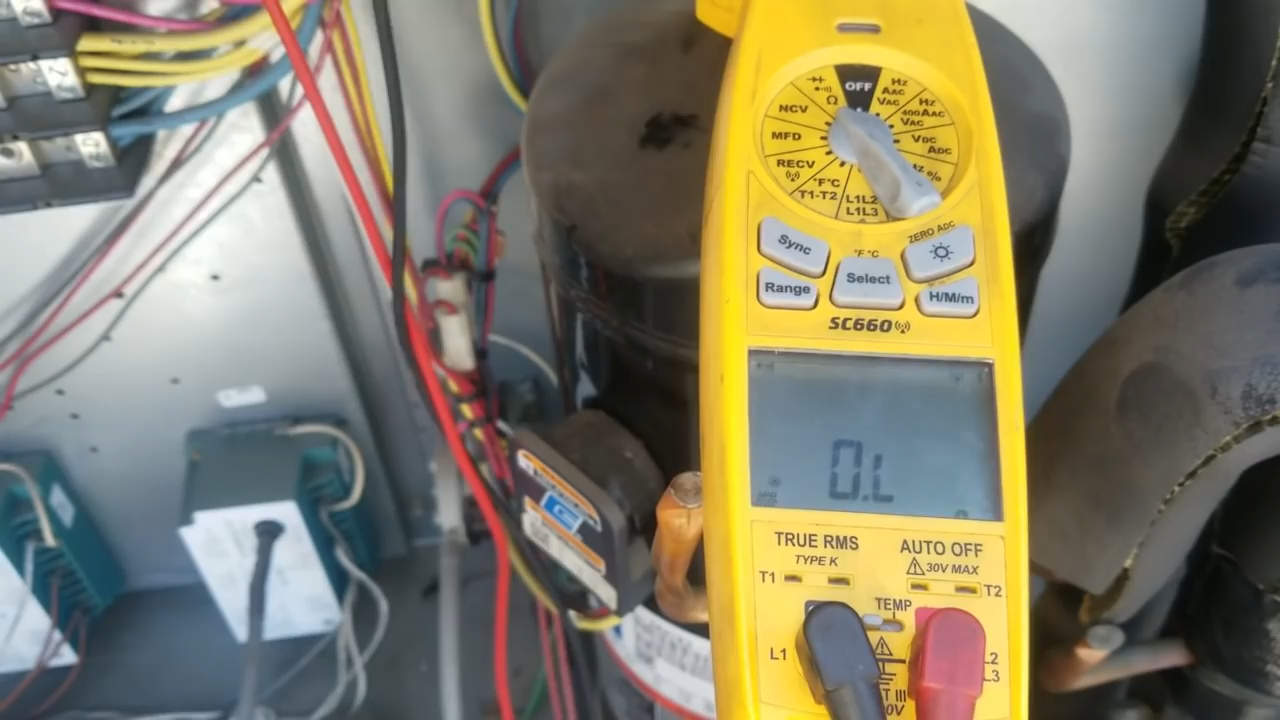 OFF
Hz
AAC
VAC
Hz
400AAC
VAC
VDC
ADC
Hz %
Ω
NCV
MFD
RECV
°F°C
T1-T2
L1L2
L1L3
ZERO ADC
Sync
°F °C
Range
Select
H/M/m
SC660
O.L
TRUE RMS
TYPE K
AUTO OFF
30V MAX
T1
T2
TEMP
L1
L2
L3